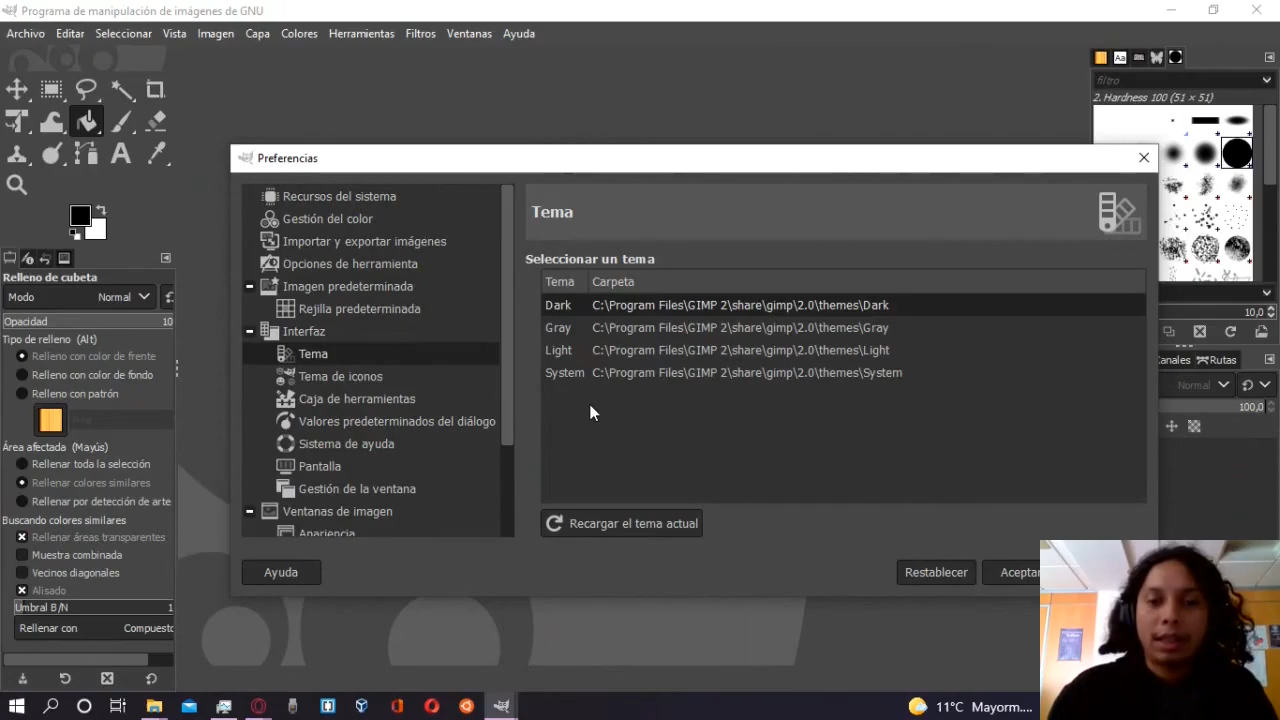 Programa de manipulación de imágenes de GNU
Archivo Editar Seleccionar Vista Imagen Capa Colores Herramientas Filtros Ventanas Ayuda
filtro
2. Hardness 100 (51 × 51)
10,0
Canales Rutas
Normal
100,0
Relleno de cubeta
Modo Normal
Opacidad 10
Tipo de relleno (Alt)
Relleno con color de frente
Relleno con color de fondo
Relleno con patrón
Área afectada (Mayús)
Rellenar toda la selección
Rellenar colores similares
Rellenar por detección de arte
Buscando colores similares
Rellenar áreas transparentes
Muestra combinada
Vecinos diagonales
Alisado
Umbral B/N 1
Rellenar con Compuesto
Preferencias
Recursos del sistema
Gestión del color
Importar y exportar imágenes
Opciones de herramienta
Imagen predeterminada
Rejilla predeterminada
Interfaz
Tema
Tema de iconos
Caja de herramientas
Valores predeterminados del diálogo
Sistema de ayuda
Pantalla
Gestión de la ventana
Ventanas de imagen
Apariencia
Tema
Seleccionar un tema
Tema Carpeta
Dark C:\Program Files\GIMP 2\share\gimp\2.0\themes\Dark
Gray C:\Program Files\GIMP 2\share\gimp\2.0\themes\Gray
Light C:\Program Files\GIMP 2\share\gimp\2.0\themes\Light
System C:\Program Files\GIMP 2\share\gimp\2.0\themes\System
Recargar el tema actual
Ayuda Restablecer Aceptar
11°C Mayorm....